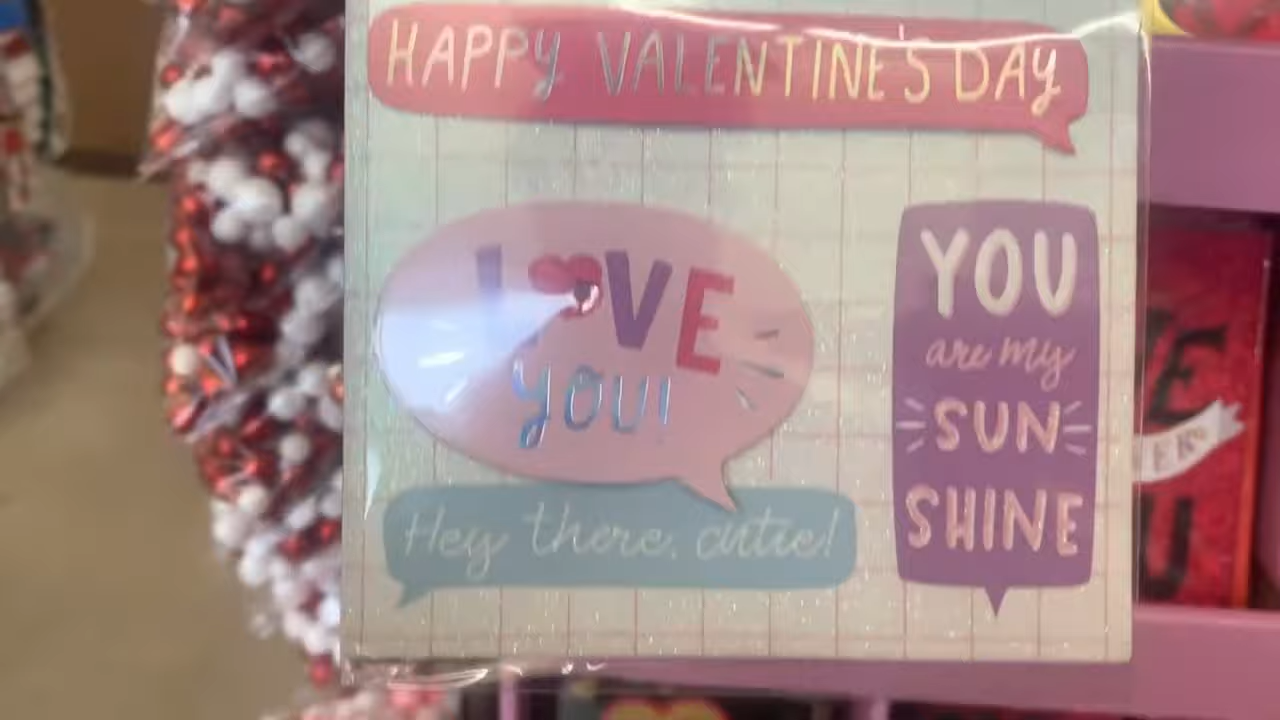 HAPPY VALENTINE'S DAY
LOVE
YOU!
Hey there, cutie!
YOU
are my
SUN
SHINE